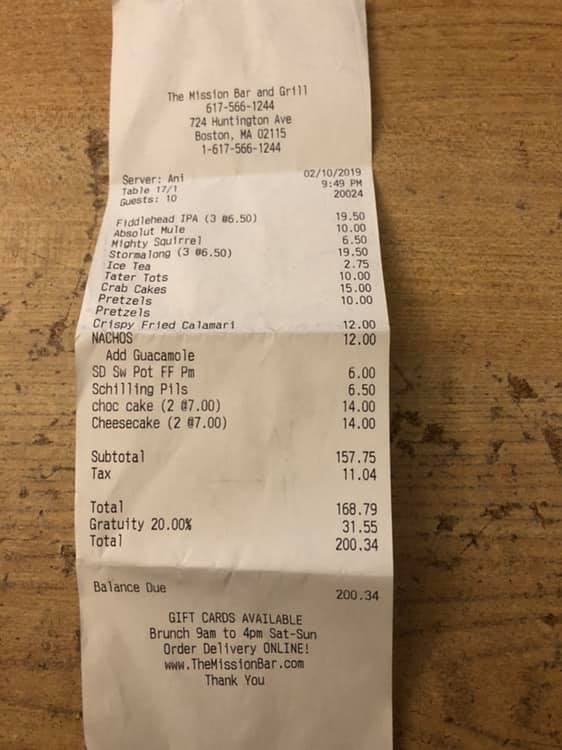 The Mission Bar and Grill
617-566-1244
724 Huntington Ave
Boston, MA 02115
1-617-566-1244
Server: Ani 02/10/2019
Table 17/1 9:49 PM
Guests: 10 20024
Fiddlehead IPA (3 @6.50) 19.50
Absolut Mule 10.00
Mighty Squirrel 6.50
Stormalong (3 @6.50) 19.50
Ice Tea 2.75
Tater Tots 10.00
Crab Cakes 15.00
Pretzels 10.00
Pretzels
Crispy Fried Calamari 12.00
NACHOS 12.00
Add Guacamole
SD Sw Pot FF Pm 6.00
Schilling Pils 6.50
choc cake (2 @7.00) 14.00
Cheesecake (2 @7.00) 14.00
Subtotal 157.75
Tax 11.04
Total 168.79
Gratuity 20.00% 31.55
Total 200.34
Balance Due 200.34
GIFT CARDS AVAILABLE
Brunch 9am to 4pm Sat-Sun
Order Delivery ONLINE!
www.TheMissionBar.com
Thank You